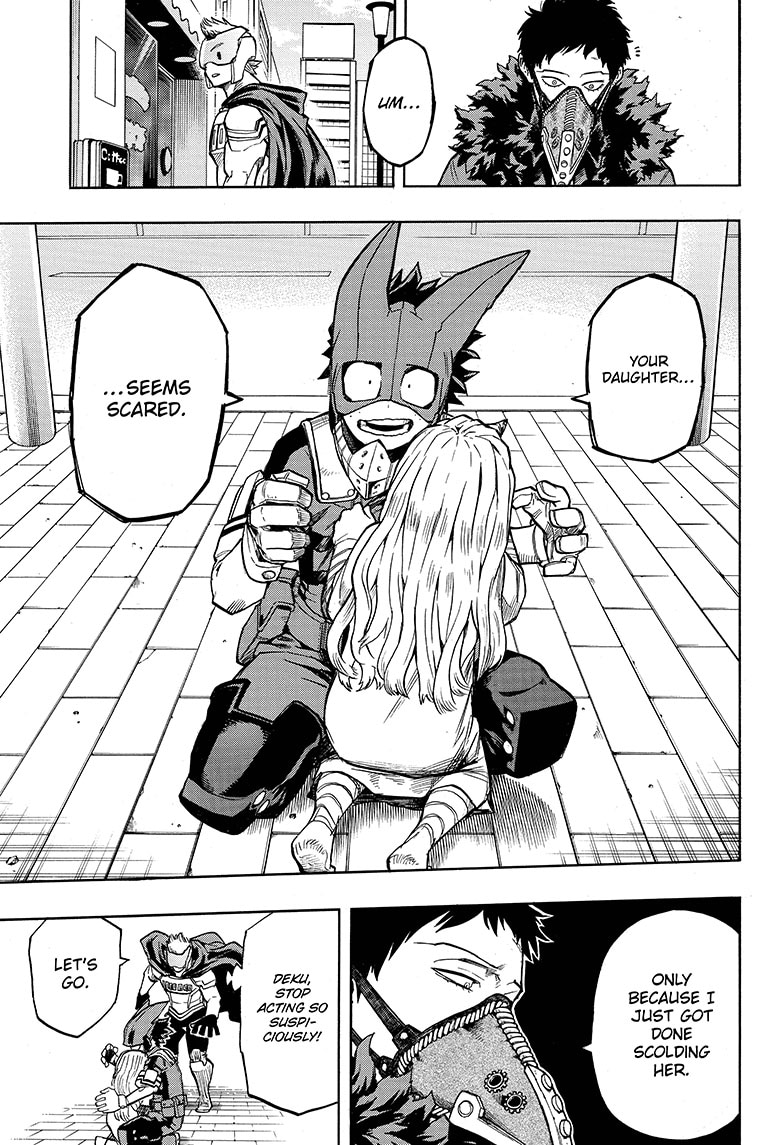 UM...
C:ffee
YOUR
DAUGHTER...
...SEEMS
SCARED.
ONLY
BECAUSE I
JUST GOT
DONE
SCOLDING
HER.
DEKU,
STOP
ACTING SO
SUSPI-
CIOUSLY!
LET'S
GO.